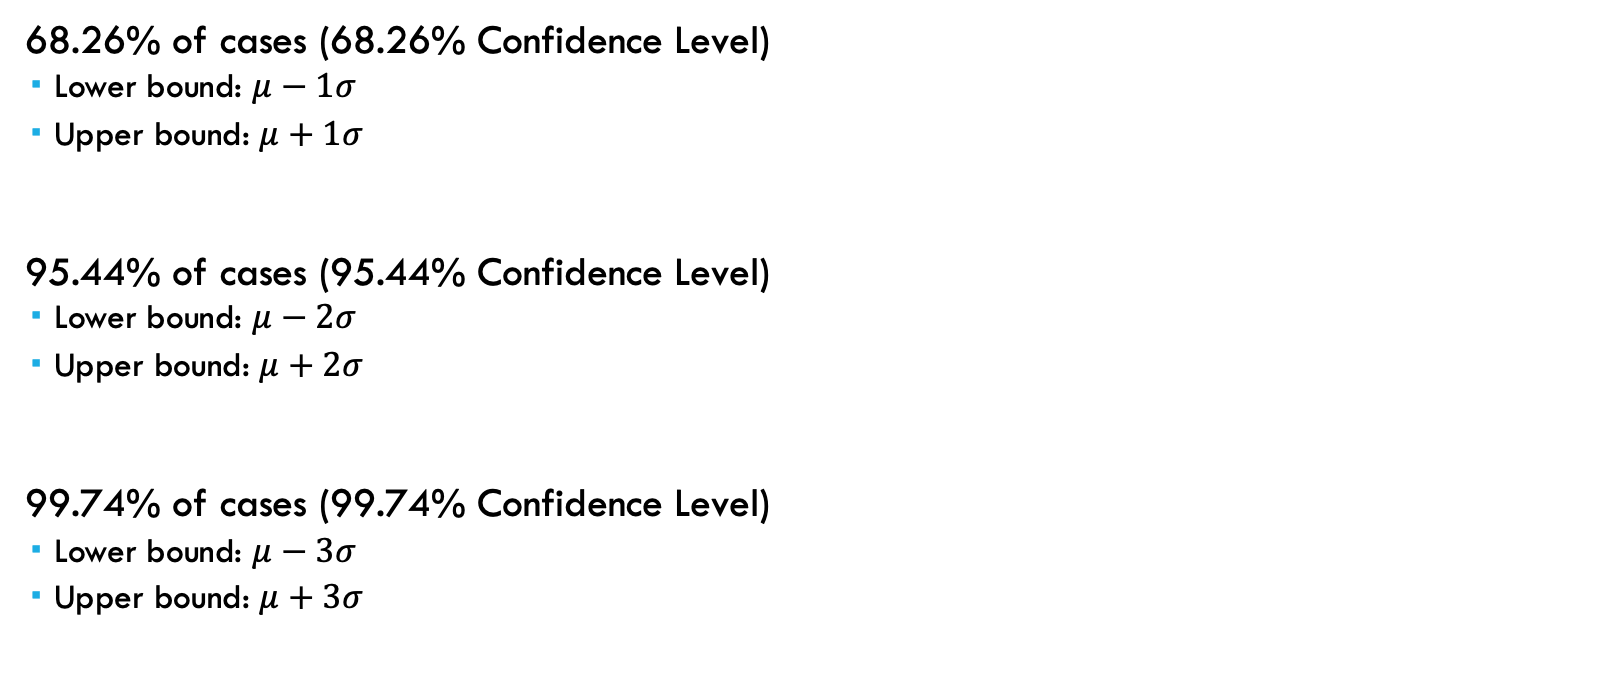 68.26% of cases (68.26% Confidence Level)
▪ Lower bound: 𝜇 − 1𝜎
▪ Upper bound: 𝜇 + 1𝜎
95.44% of cases (95.44% Confidence Level)
▪ Lower bound: 𝜇 − 2𝜎
▪ Upper bound: 𝜇 + 2𝜎
99.74% of cases (99.74% Confidence Level)
▪ Lower bound: 𝜇 − 3𝜎
▪ Upper bound: 𝜇 + 3𝜎